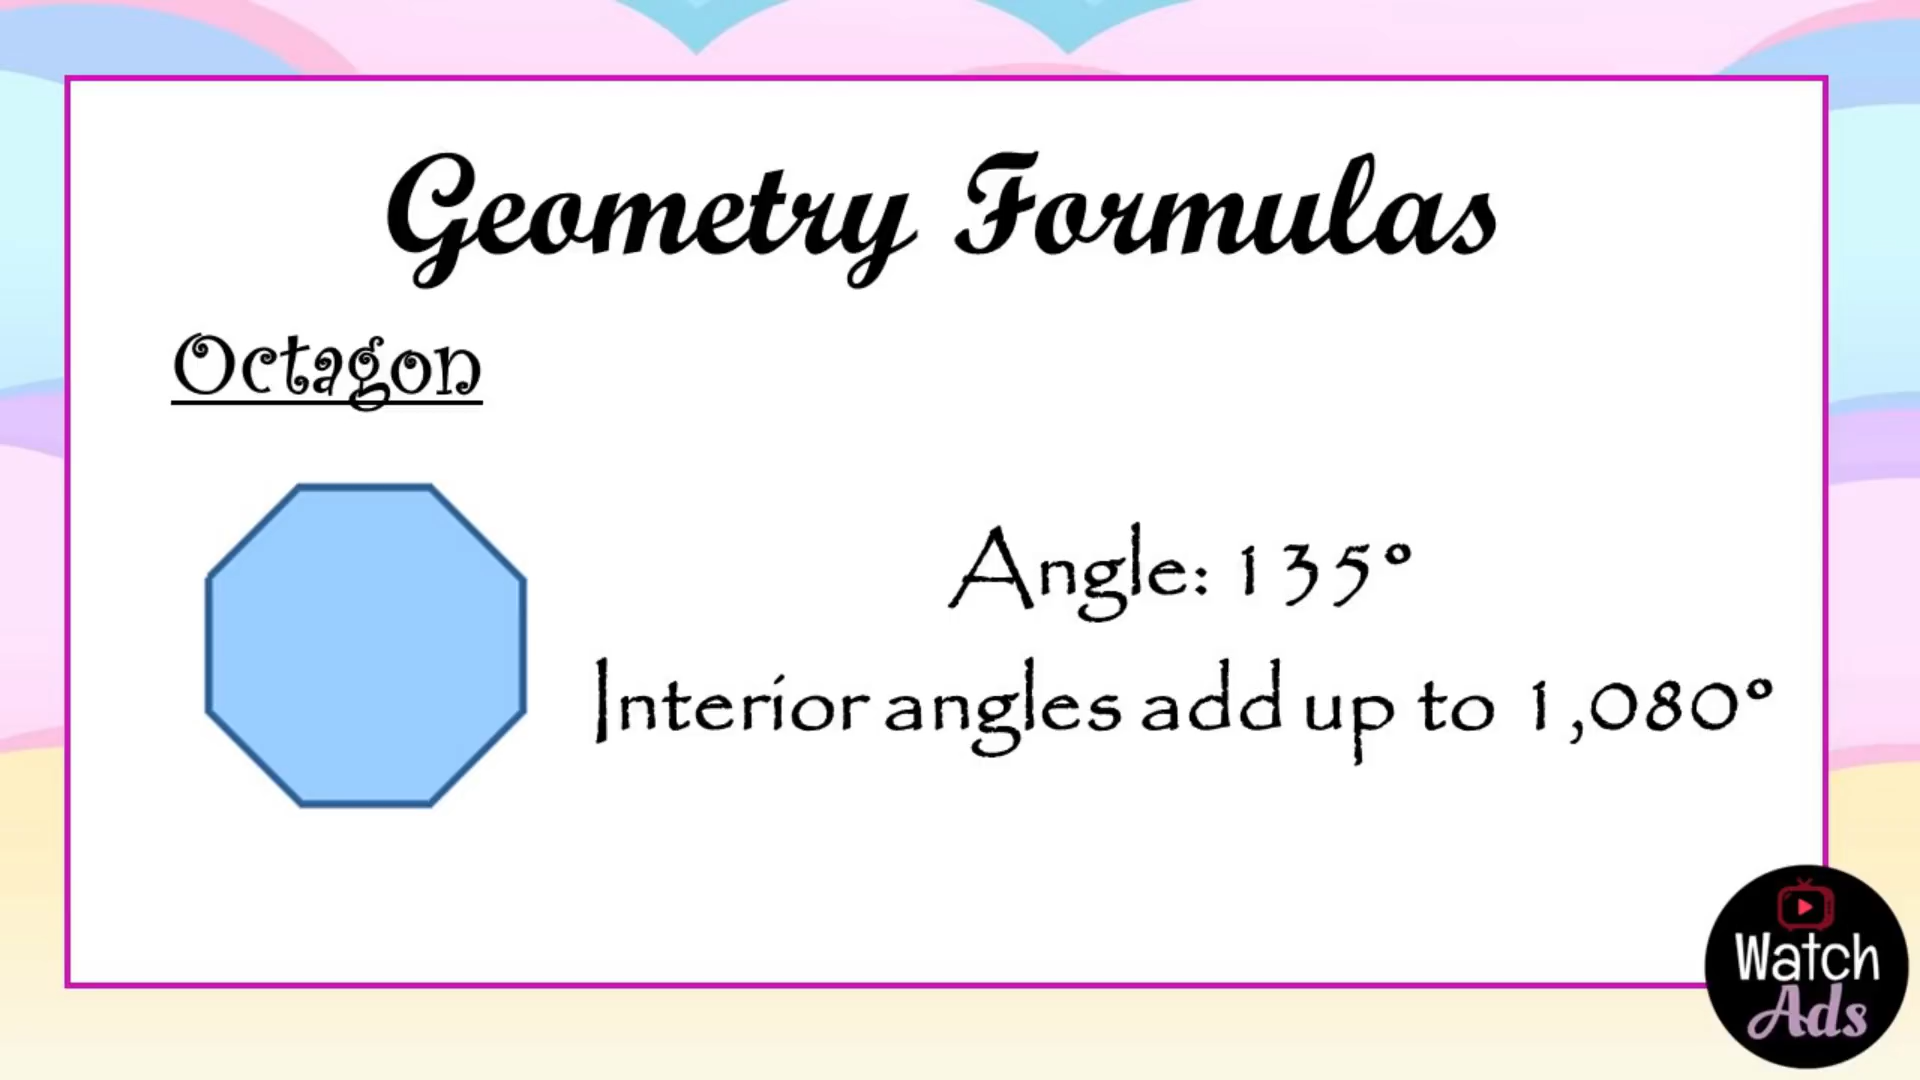 Geometry Formulas
Octagon
Angle: 135°
Interior angles add up to 1,080°
Watch
Ads